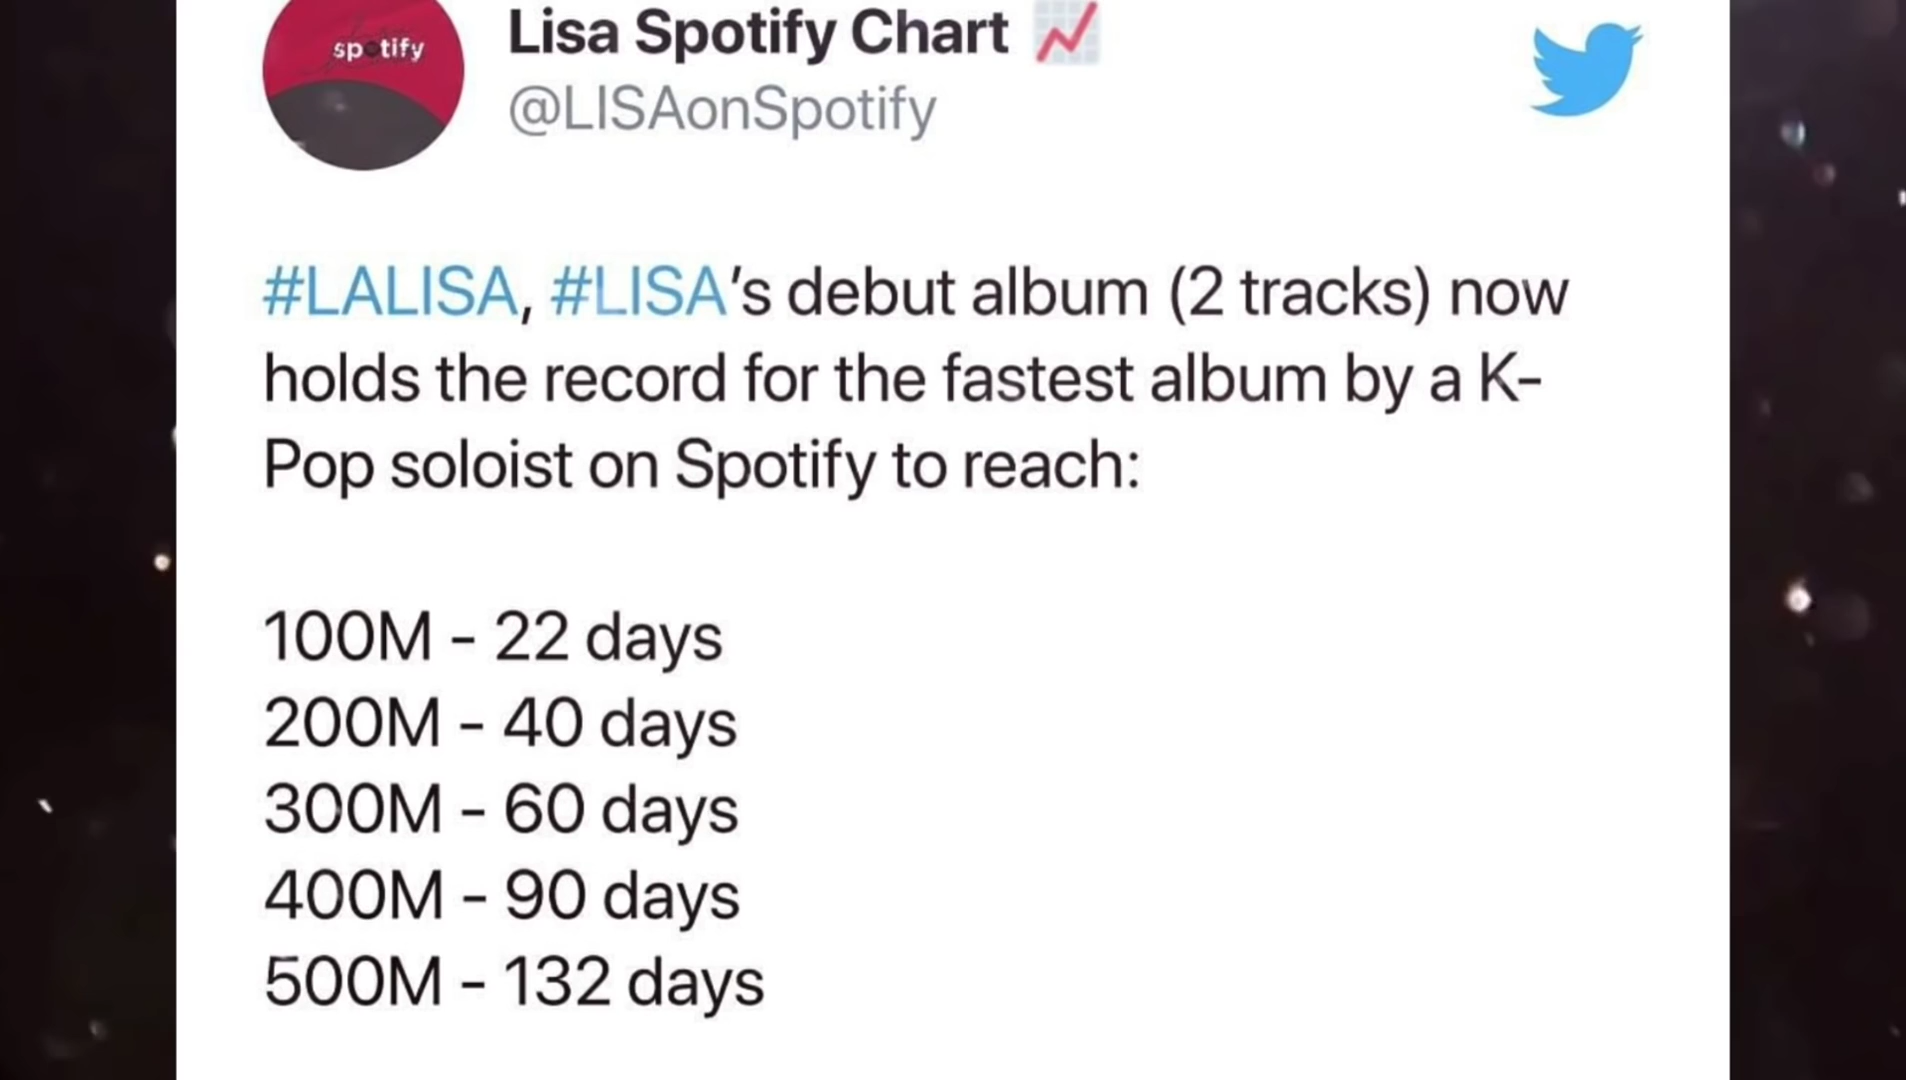 spotify
Lisa Spotify Chart
@LISAonSpotify
#LALISA, #LISA's debut album (2 tracks) now
holds the record for the fastest album by a K-
Pop soloist on Spotify to reach:
100M - 22 days
200M - 40 days
300M - 60 days
400M - 90 days
500M - 132 days